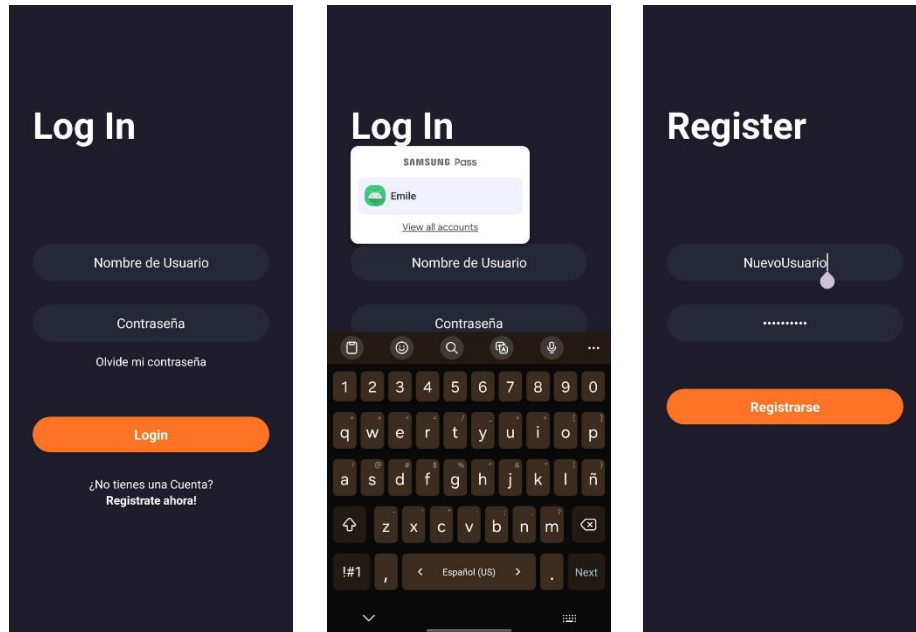 Log In
Nombre de Usuario
Contraseña
Olvide mi contraseña
Login
¿No tienes una Cuenta?
Registrate ahora!
Log In
SAMSUNG Pass
Emile
View all accounts
Nombre de Usuario
Contraseña
1 2 3 4 5 6 7 8 9 0
q w e r t y u i o p
a s d f g h j k l ñ
z x c v b n m
!#1 , < Español (US) > . Next
Register
NuevoUsuario
••••••••••
Registrarse